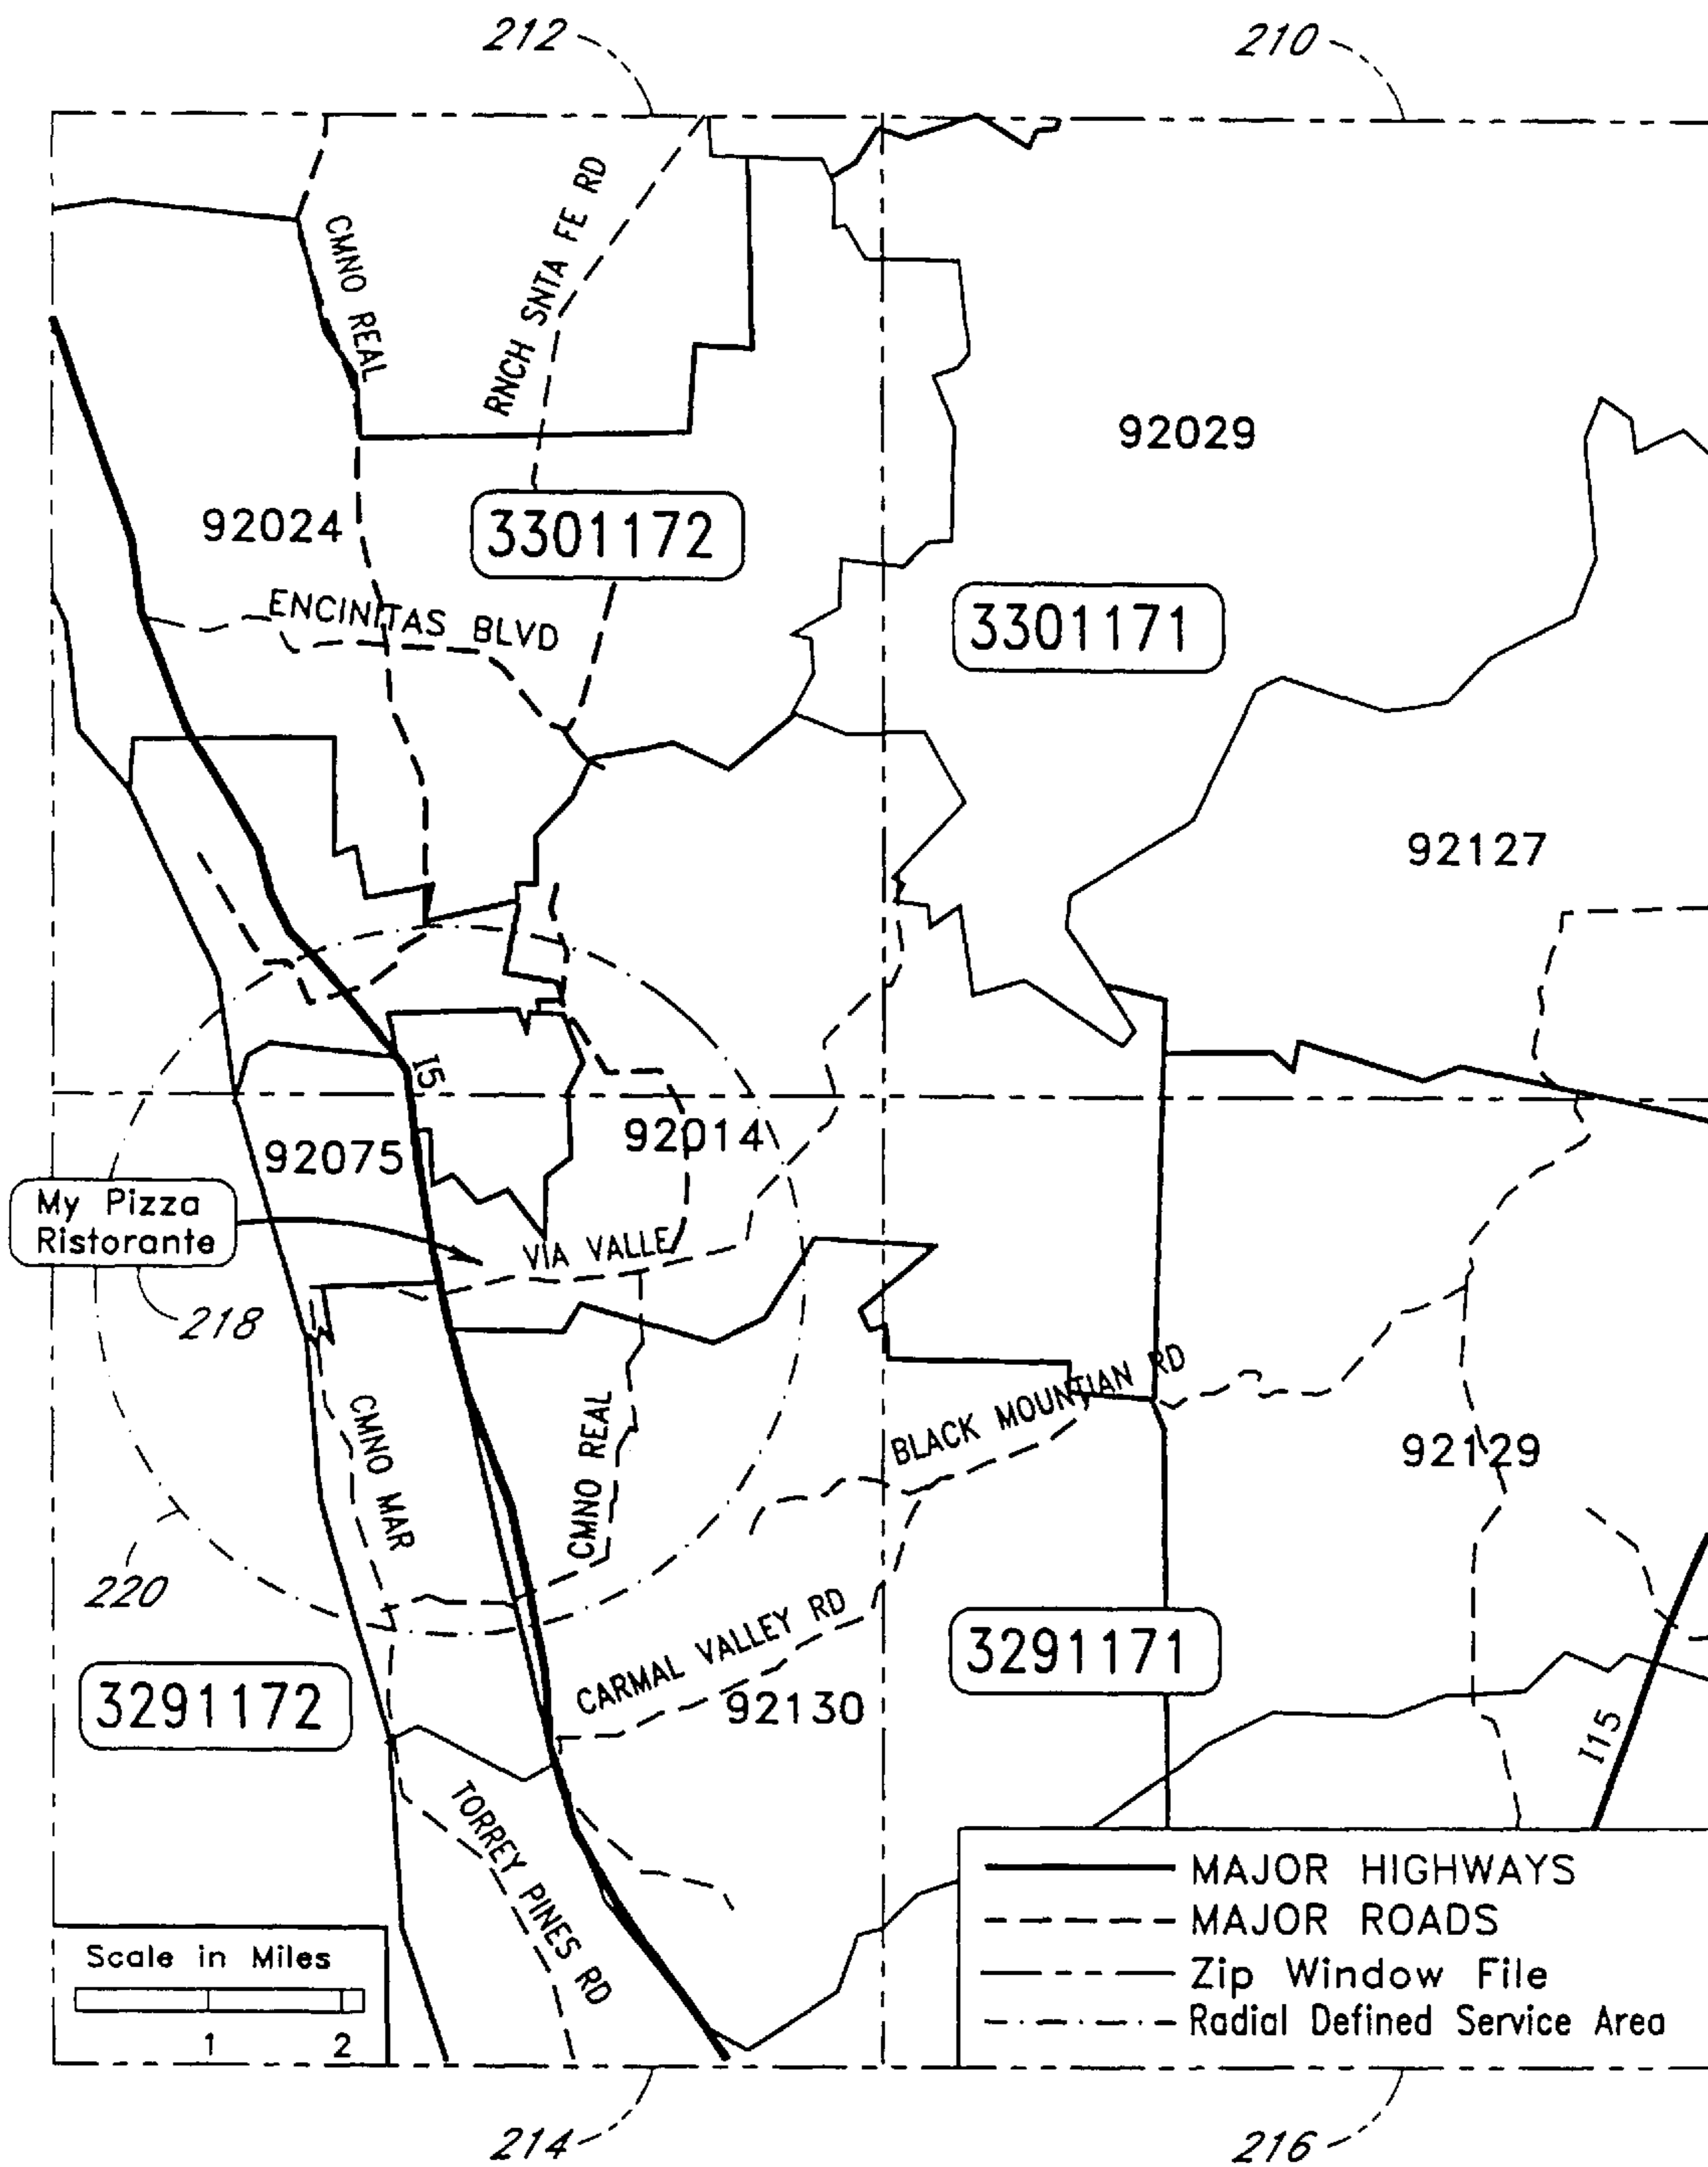 212
210
CMNO REAL
RNCH SNTA FE RD
92029
92024
3301172
ENCINITAS BLVD
3301171
92127
I5
92014
92075
My Pizza
Ristorante
VIA VALLE
218
BLACK MOUNTIAN RD
CMNO MAR
CMNO REAL
92129
220
CARMAL VALLEY RD
3291171
3291172
92130
I15
TORREY PINES RD
MAJOR HIGHWAYS
MAJOR ROADS
Zip Window File
Radial Defined Service Area
Scale in Miles
1 2
214
216